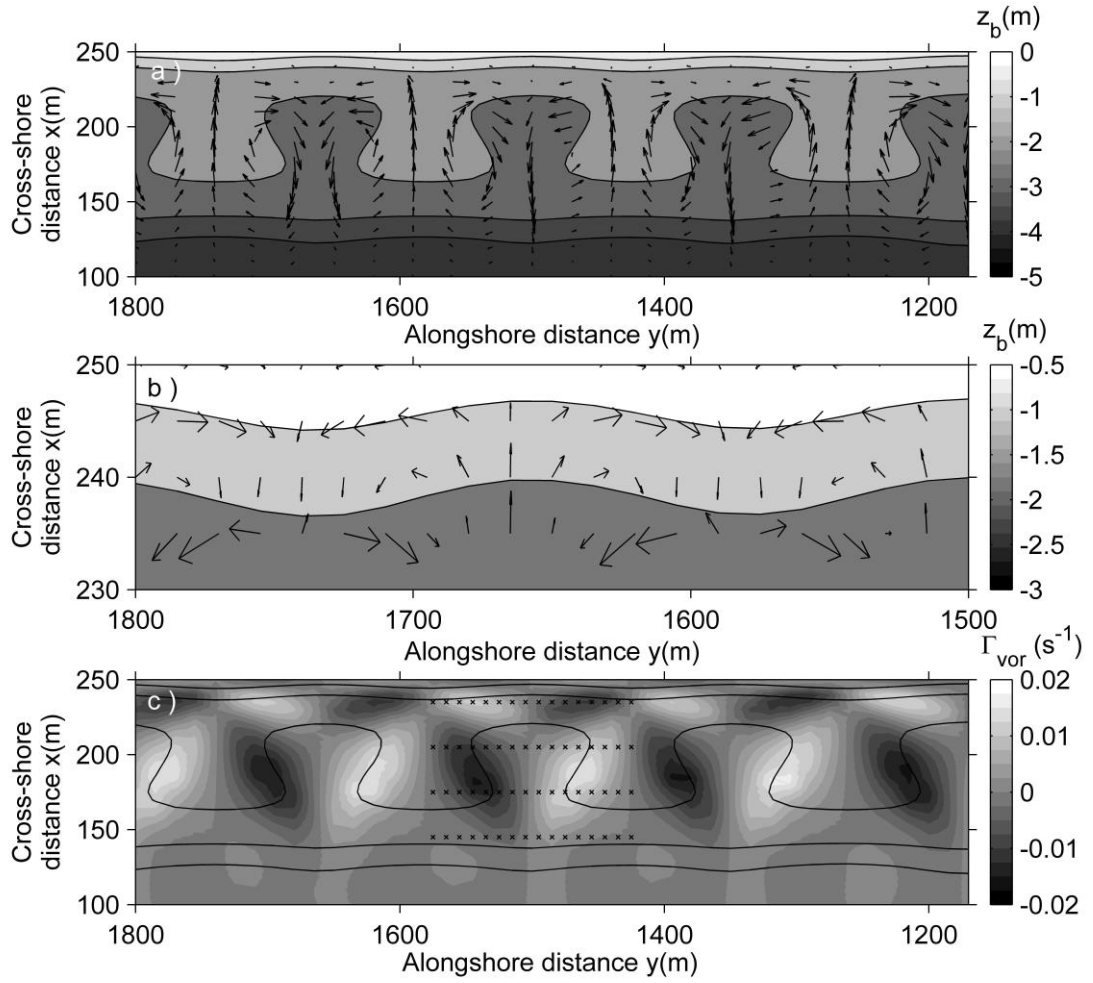 z_b(m)
250
200
150
100
Cross-shore
distance x(m)
a )
0
-1
-2
-3
-4
-5
1800
1600
1400
1200
Alongshore distance y(m)
z_b(m)
250
240
230
Cross-shore
distance x(m)
b )
-0.5
-1
-1.5
-2
-2.5
-3
1800
1700
1600
1500
Alongshore distance y(m)
Γ_vor (s^-1)
250
200
150
100
Cross-shore
distance x(m)
c )
0.02
0.01
0
-0.01
-0.02
1800
1600
1400
1200
Alongshore distance y(m)